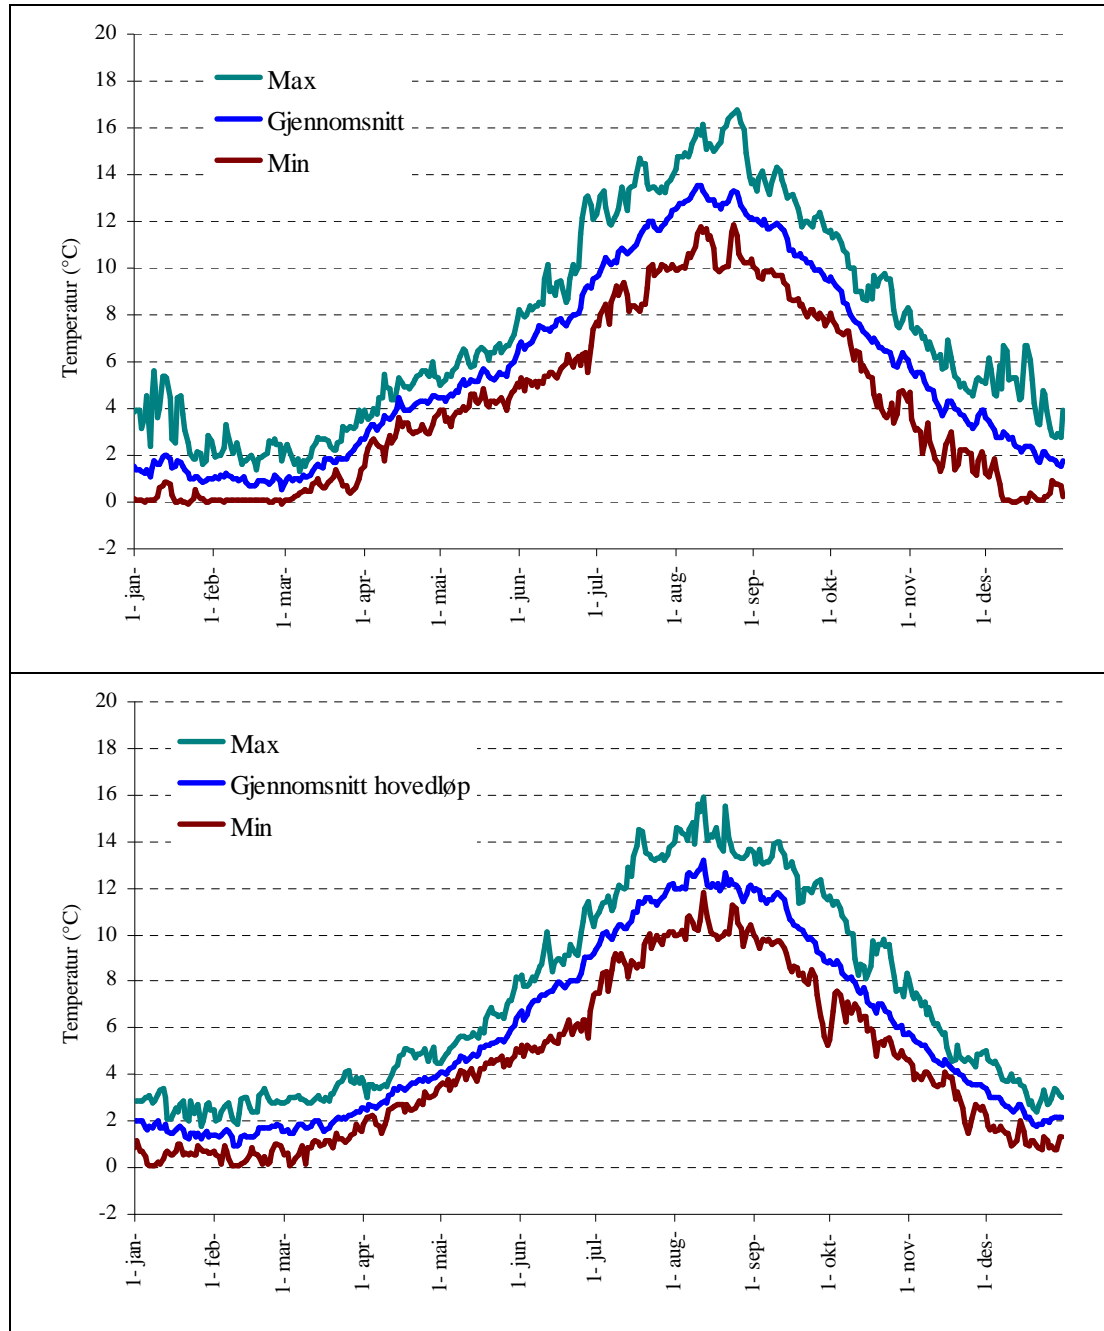 20
18
16
14
12
10
8
6
4
2
0
-2
Temperatur (°C)
Max
Gjennomsnitt
Min
1- jan-
1- feb-
1- mar-
1- apr-
1- mai-
1- jun-
1- jul-
1- aug-
1- sep-
1- okt-
1- nov-
1- des-
20
18
16
14
12
10
8
6
4
2
0
-2
Temperatur (°C)
Max
Gjennomsnitt hovedløp
Min
1- jan-
1- feb-
1- mar-
1- apr-
1- mai-
1- jun-
1- jul-
1- aug-
1- sep-
1- okt-
1- nov-
1- des-